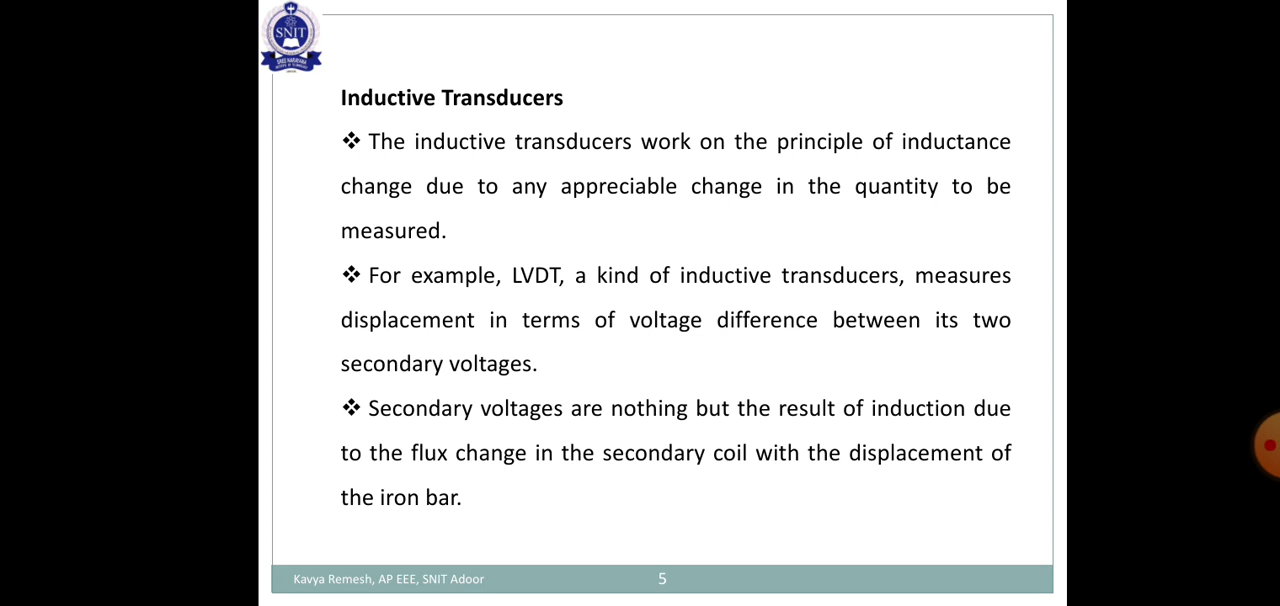 SNIT
Inductive Transducers
❖ The inductive transducers work on the principle of inductance
change due to any appreciable change in the quantity to be
measured.
❖ For example, LVDT, a kind of inductive transducers, measures
displacement in terms of voltage difference between its two
secondary voltages.
❖ Secondary voltages are nothing but the result of induction due
to the flux change in the secondary coil with the displacement of
the iron bar.
Kavya Remesh, AP EEE, SNIT Adoor
5